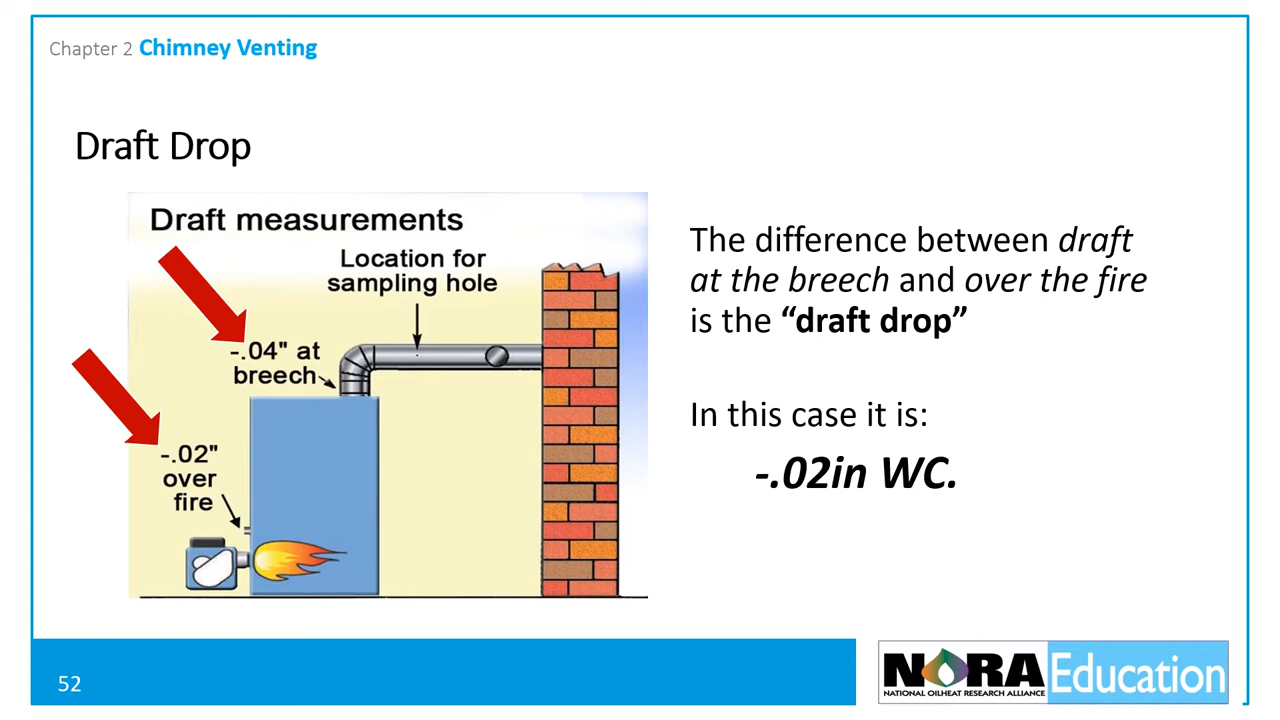 Chapter 2 Chimney Venting
Draft Drop
Draft measurements
Location for
sampling hole
-.04" at
breech
-.02"
over
fire
The difference between draft
at the breech and over the fire
is the “draft drop”
In this case it is:
-.02in WC.
52
NORA Education
NATIONAL OILHEAT RESEARCH ALLIANCE